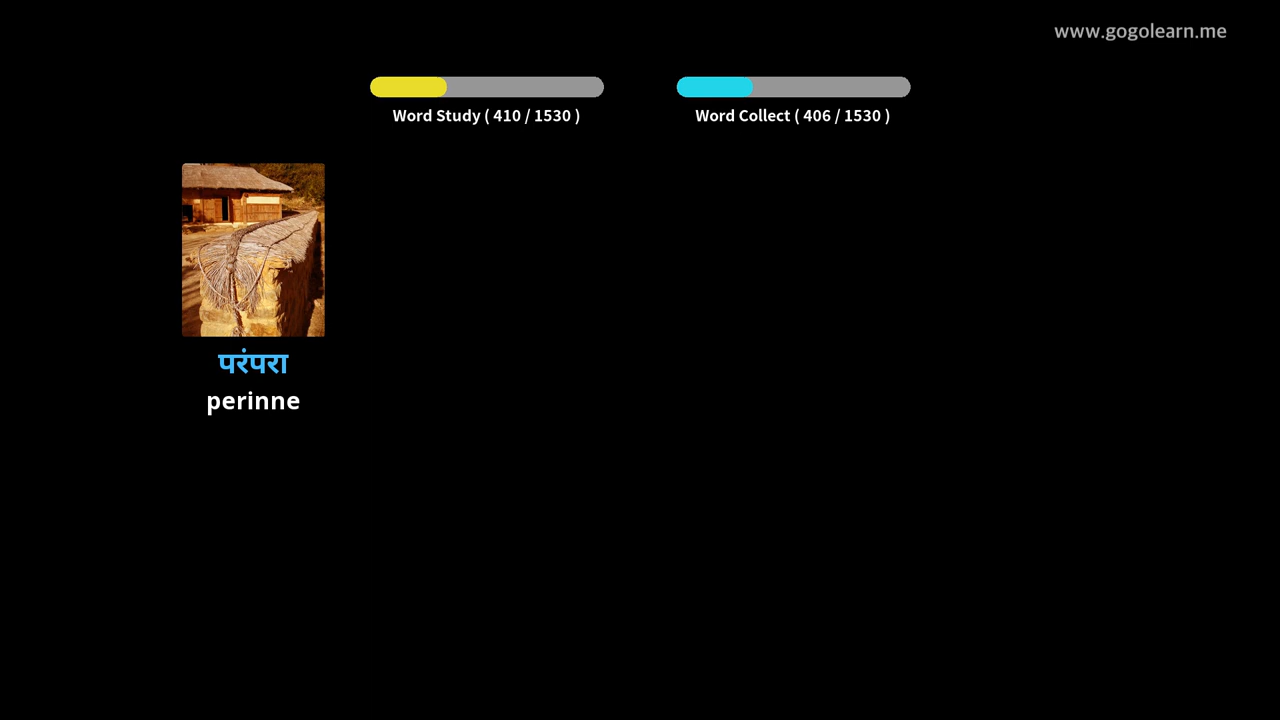 www.gogolearn.me
Word Study ( 410 / 1530 )
Word Collect ( 406 / 1530 )
परंपरा
perinne